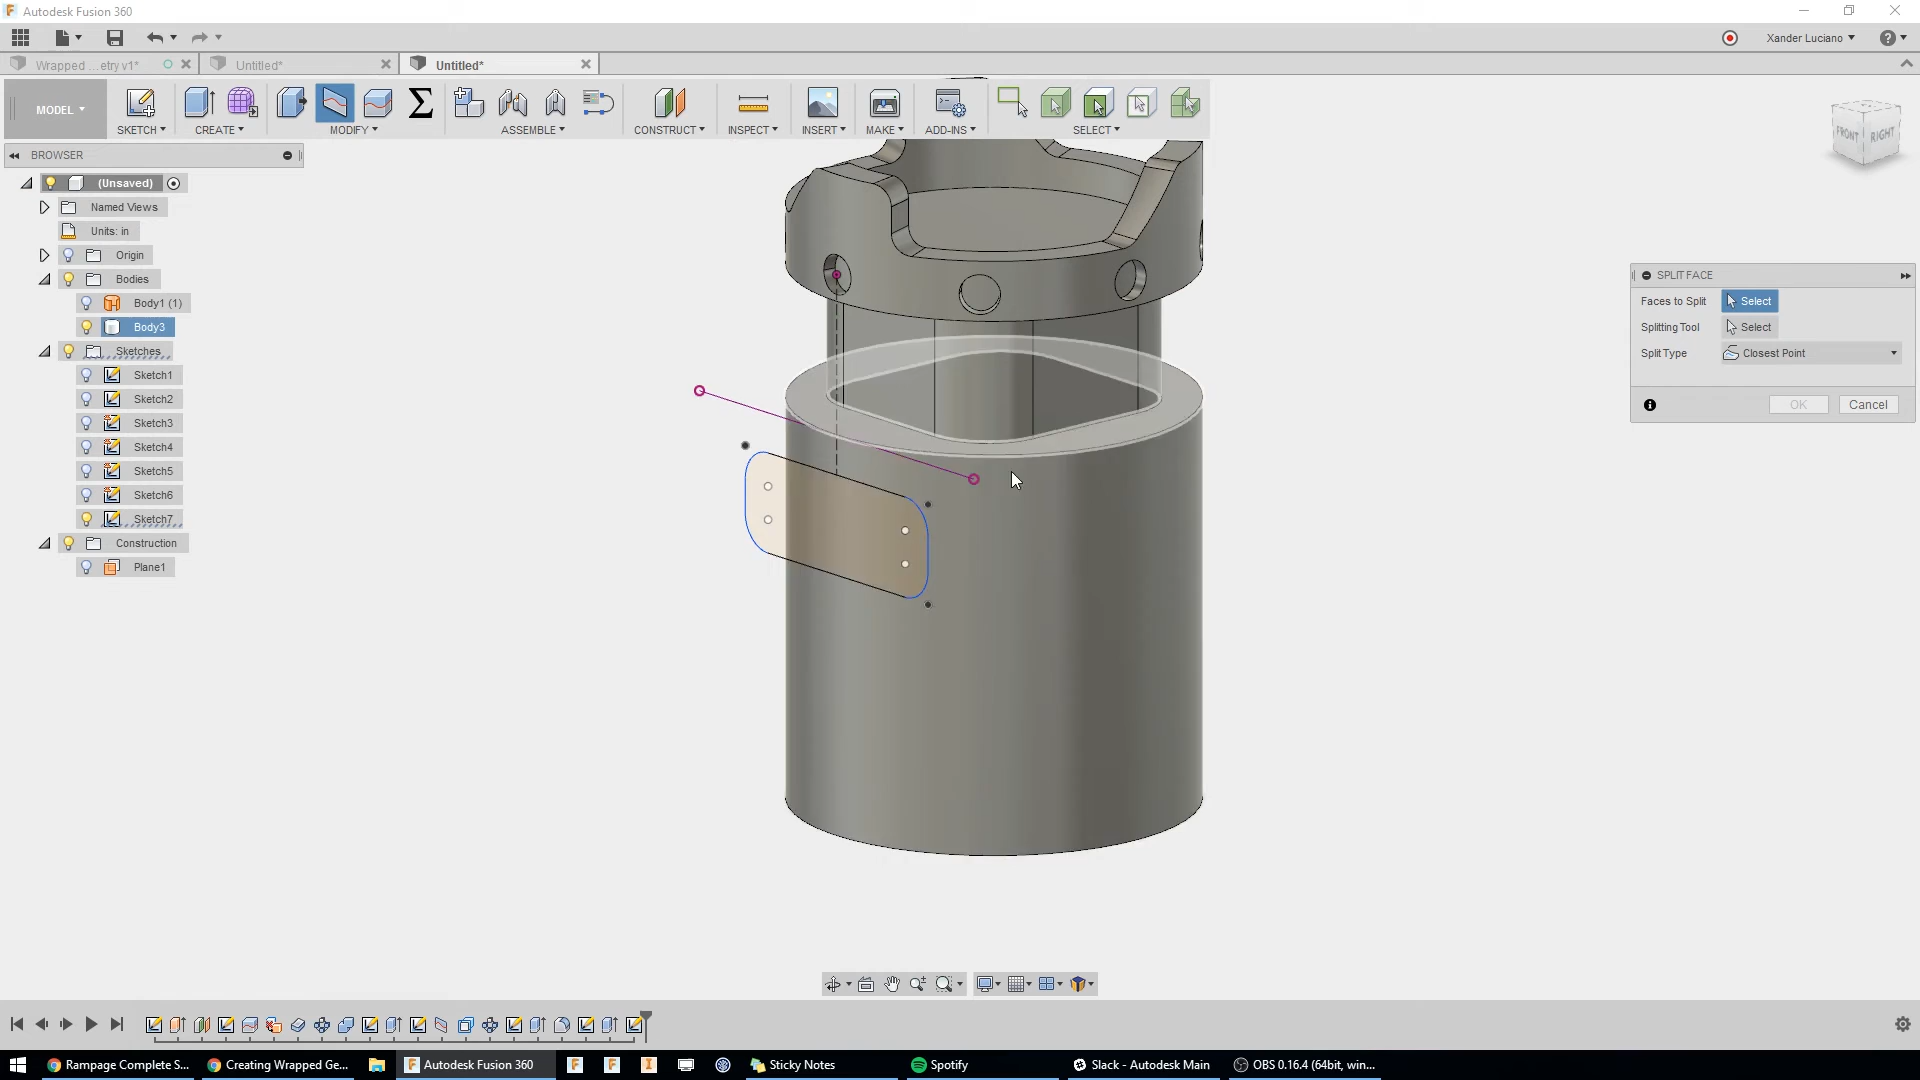 Autodesk Fusion 360
Xander Luciano
Wrapped ...etry v1*
Untitled*
Untitled*
MODEL
SKETCH
CREATE
MODIFY
ASSEMBLE
CONSTRUCT
INSPECT
INSERT
MAKE
ADD-INS
SELECT
FRONT
RIGHT
BROWSER
(Unsaved)
Named Views
Units: in
Origin
Bodies
Body1 (1)
Body3
Sketches
Sketch1
Sketch2
Sketch3
Sketch4
Sketch5
Sketch6
Sketch7
Construction
Plane1
SPLIT FACE
Faces to Split Select
Splitting Tool Select
Split Type Closest Point
OK Cancel
Rampage Complete S...
Creating Wrapped Ge...
Autodesk Fusion 360
Sticky Notes
Spotify
Slack - Autodesk Main
OBS 0.16.4 (64bit, win...